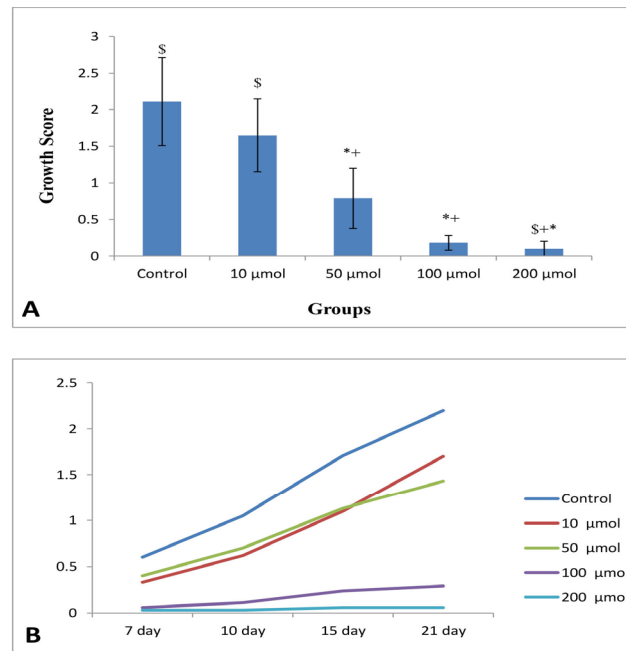 3
$
2.5
$
2
1.5
*+
1
0.5
*+
$+*
0
Control 10 µmol 50 µmol 100 µmol 200 µmol
Growth Score
Groups
A
2.5
2
1.5
1
0.5
0
7 day 10 day 15 day 21 day
Control
10 µmol
50 µmol
100 µmo
200 µmo
B